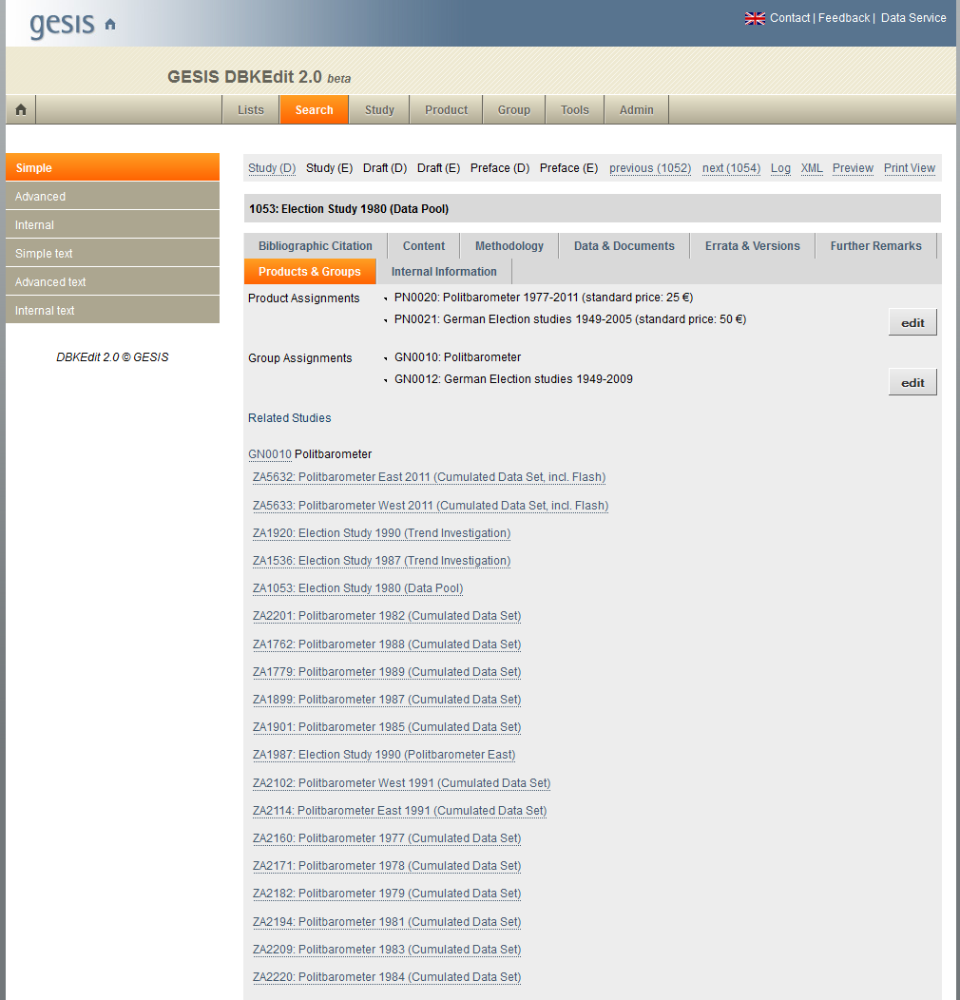 gesis
Contact | Feedback | Data Service
GESIS DBKEdit 2.0 beta
Lists Search Study Product Group Tools Admin
Simple
Advanced
Internal
Simple text
Advanced text
Internal text
DBKEdit 2.0 © GESIS
Study (D) Study (E) Draft (D) Draft (E) Preface (D) Preface (E) previous (1052) next (1054) Log XML Preview Print View
1053: Election Study 1980 (Data Pool)
Bibliographic Citation Content Methodology Data & Documents Errata & Versions Further Remarks
Products & Groups Internal Information
Product Assignments
PN0020: Politbarometer 1977-2011 (standard price: 25 €)
PN0021: German Election studies 1949-2005 (standard price: 50 €)
edit
Group Assignments
GN0010: Politbarometer
GN0012: German Election studies 1949-2009
edit
Related Studies
GN0010 Politbarometer
ZA5632: Politbarometer East 2011 (Cumulated Data Set, incl. Flash)
ZA5633: Politbarometer West 2011 (Cumulated Data Set, incl. Flash)
ZA1920: Election Study 1990 (Trend Investigation)
ZA1536: Election Study 1987 (Trend Investigation)
ZA1053: Election Study 1980 (Data Pool)
ZA2201: Politbarometer 1982 (Cumulated Data Set)
ZA1762: Politbarometer 1988 (Cumulated Data Set)
ZA1779: Politbarometer 1989 (Cumulated Data Set)
ZA1899: Politbarometer 1987 (Cumulated Data Set)
ZA1901: Politbarometer 1985 (Cumulated Data Set)
ZA1987: Election Study 1990 (Politbarometer East)
ZA2102: Politbarometer West 1991 (Cumulated Data Set)
ZA2114: Politbarometer East 1991 (Cumulated Data Set)
ZA2160: Politbarometer 1977 (Cumulated Data Set)
ZA2171: Politbarometer 1978 (Cumulated Data Set)
ZA2182: Politbarometer 1979 (Cumulated Data Set)
ZA2194: Politbarometer 1981 (Cumulated Data Set)
ZA2209: Politbarometer 1983 (Cumulated Data Set)
ZA2220: Politbarometer 1984 (Cumulated Data Set)